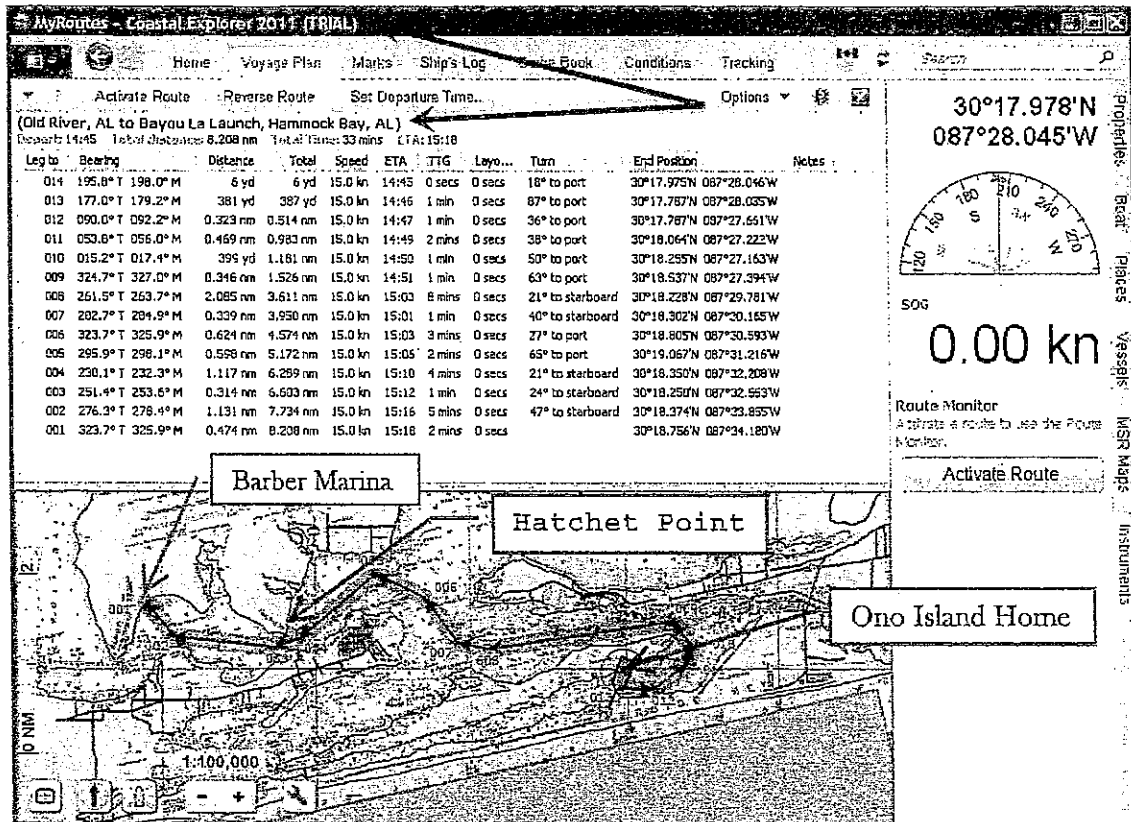 MyRoutes - Coastal Explorer 2011 (TRIAL)
Home Voyage Plan Marks Ship's Log Book Conditions Tracking Search
Activate Route Reverse Route Set Departure Time... Options
(Old River, AL to Bayou La Launch, Hammock Bay, AL)
Depart: 14:45 Total distance: 8.208 nm Total Time: 33 mins ETA: 15:18
Leg to Bearing Distance Total Speed ETA TTG Layo... Turn End Position Notes
014 195.8° T 198.0° M 6 yd 6 yd 15.0 kn 14:45 0 secs 0 secs 18° to port 30°17.975'N 087°28.046'W
013 177.0° T 179.2° M 381 yd 387 yd 15.0 kn 14:46 1 min 0 secs 87° to port 30°17.787'N 087°28.035'W
012 090.0° T 092.2° M 0.323 nm 0.514 nm 15.0 kn 14:47 1 min 0 secs 36° to port 30°17.787'N 087°27.661'W
011 053.8° T 056.0° M 0.469 nm 0.983 nm 15.0 kn 14:49 2 mins 0 secs 38° to port 30°18.064'N 087°27.222'W
010 015.2° T 017.4° M 399 yd 1.181 nm 15.0 kn 14:50 1 min 0 secs 50° to port 30°18.255'N 087°27.163'W
009 324.7° T 327.0° M 0.346 nm 1.526 nm 15.0 kn 14:51 1 min 0 secs 63° to port 30°18.537'N 087°27.394'W
008 261.5° T 263.7° M 2.085 nm 3.611 nm 15.0 kn 8 mins 0 secs 21° to starboard 30°18.228'N 087°29.781'W
007 282.7° T 284.9° M 0.339 nm 3.950 nm 15.0 kn 15:01 1 min 0 secs 40° to starboard 30°18.302'N 087°30.165'W
006 323.7° T 325.9° M 0.624 nm 4.574 nm 15.0 kn 15:03 3 mins 0 secs 27° to port 30°18.805'N 087°30.593'W
005 295.9° T 298.1° M 0.598 nm 5.172 nm 15.0 kn 15:06 2 mins 0 secs 65° to port 30°19.067'N 087°31.216'W
004 230.1° T 232.3° M 1.117 nm 6.289 nm 15.0 kn 15:10 4 mins 0 secs 21° to starboard 30°18.350'N 087°32.208'W
003 251.4° T 253.6° M 0.314 nm 6.603 nm 15.0 kn 15:12 1 min 0 secs 24° to starboard 30°18.250'N 087°32.553'W
002 276.3° T 278.4° M 1.131 nm 7.734 nm 15.0 kn 15:16 5 mins 0 secs 47° to starboard 30°18.374'N 087°33.855'W
001 323.7° T 325.9° M 0.474 nm 8.208 nm 15.0 kn 15:18 2 mins 0 secs 30°18.756'N 087°34.180'W
30°17.978'N
087°28.045'W
120 150 180 210 240 270
S W
SOG
0.00 kn
Route Monitor
Activate a route to use the Route
Monitor.
Activate Route
Properties
Boat
Places
Vessels
MSR Maps
Instruments
Barber Marina
Hatchet Point
Ono Island Home
006
007
008
0 NM
2
1:100,000